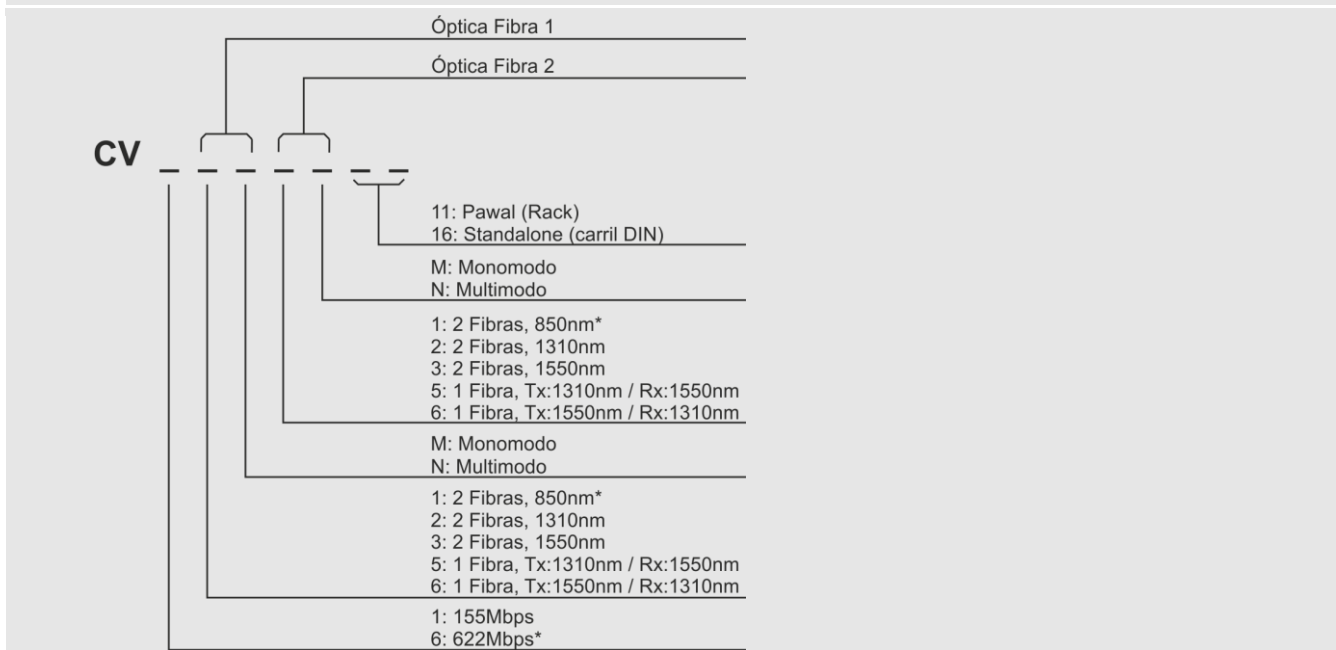 Óptica Fibra 1
Óptica Fibra 2
CV _ _ _ _ _ _ _
11: Pawal (Rack)
16: Standalone (carril DIN)
M: Monomodo
N: Multimodo
1: 2 Fibras, 850nm*
2: 2 Fibras, 1310nm
3: 2 Fibras, 1550nm
5: 1 Fibra, Tx:1310nm / Rx:1550nm
6: 1 Fibra, Tx:1550nm / Rx:1310nm
M: Monomodo
N: Multimodo
1: 2 Fibras, 850nm*
2: 2 Fibras, 1310nm
3: 2 Fibras, 1550nm
5: 1 Fibra, Tx:1310nm / Rx:1550nm
6: 1 Fibra, Tx:1550nm / Rx:1310nm
1: 155Mbps
6: 622Mbps*